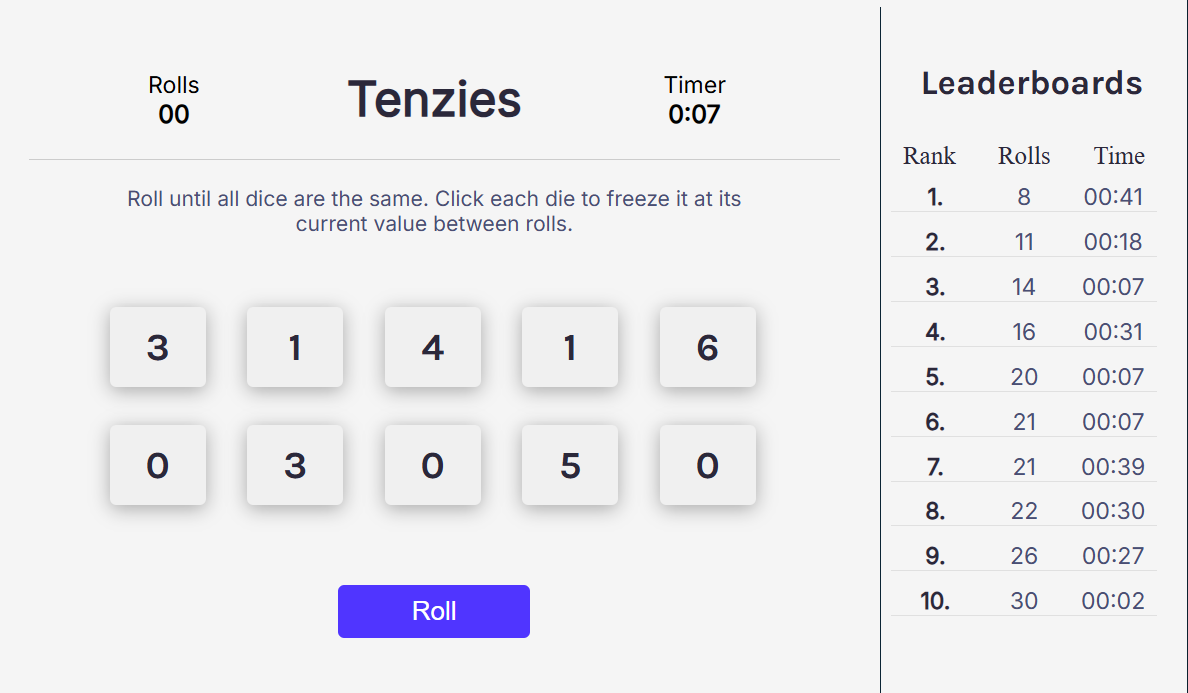 Rolls
00
Tenzies
Timer
0:07
Roll until all dice are the same. Click each die to freeze it at its
current value between rolls.
3 1 4 1 6
0 3 0 5 0
Roll
Leaderboards
Rank Rolls Time
1. 8 00:41
2. 11 00:18
3. 14 00:07
4. 16 00:31
5. 20 00:07
6. 21 00:07
7. 21 00:39
8. 22 00:30
9. 26 00:27
10. 30 00:02